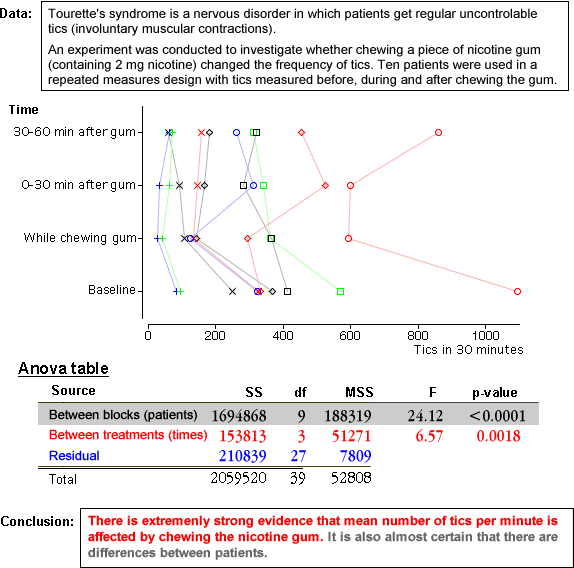 Data:
Tourette's syndrome is a nervous disorder in which patients get regular uncontrolable
tics (involuntary muscular contractions).
An experiment was conducted to investigate whether chewing a piece of nicotine gum
(containing 2 mg nicotine) changed the frequency of tics. Ten patients were used in a
repeated measures design with tics measured before, during and after chewing the gum.
Time
30-60 min after gum
0-30 min after gum
While chewing gum
Baseline
0 200 400 600 800 1000
Tics in 30 minutes
Anova table
Source SS df MSS F p-value
Between blocks (patients) 1694868 9 188319 24.12 <0.0001
Between treatments (times) 153813 3 51271 6.57 0.0018
Residual 210839 27 7809
Total 2059520 39 52808
Conclusion:
There is extremenly strong evidence that mean number of tics per minute is
affected by chewing the nicotine gum. It is also almost certain that there are
differences between patients.